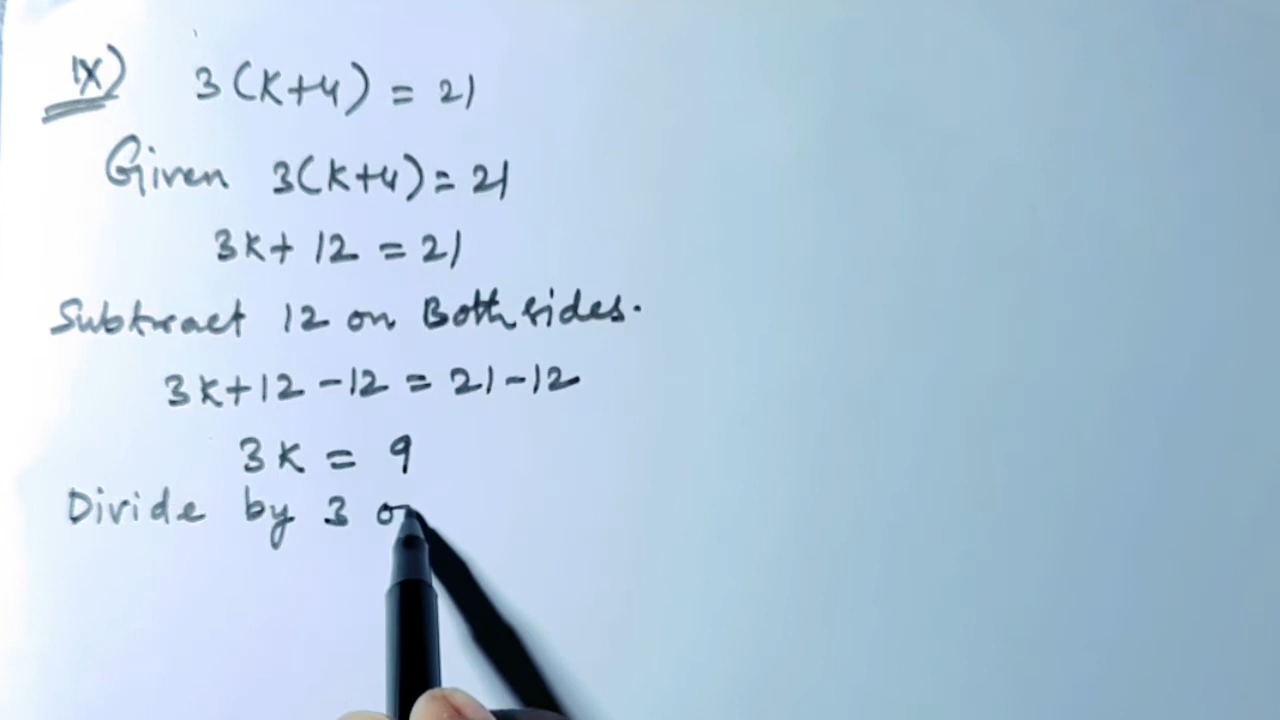 ix) 3(K+4) = 21
Given 3(K+4) = 21
3K + 12 = 21
Subtract 12 on Both sides.
3K+12-12 = 21-12
3K = 9
Divide by 3 o